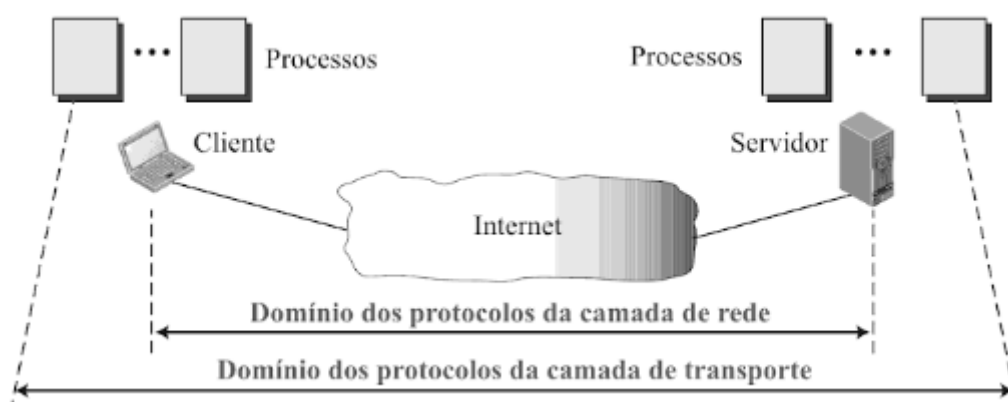 Processos
Processos
Cliente
Servidor
Internet
Domínio dos protocolos da camada de rede
Domínio dos protocolos da camada de transporte